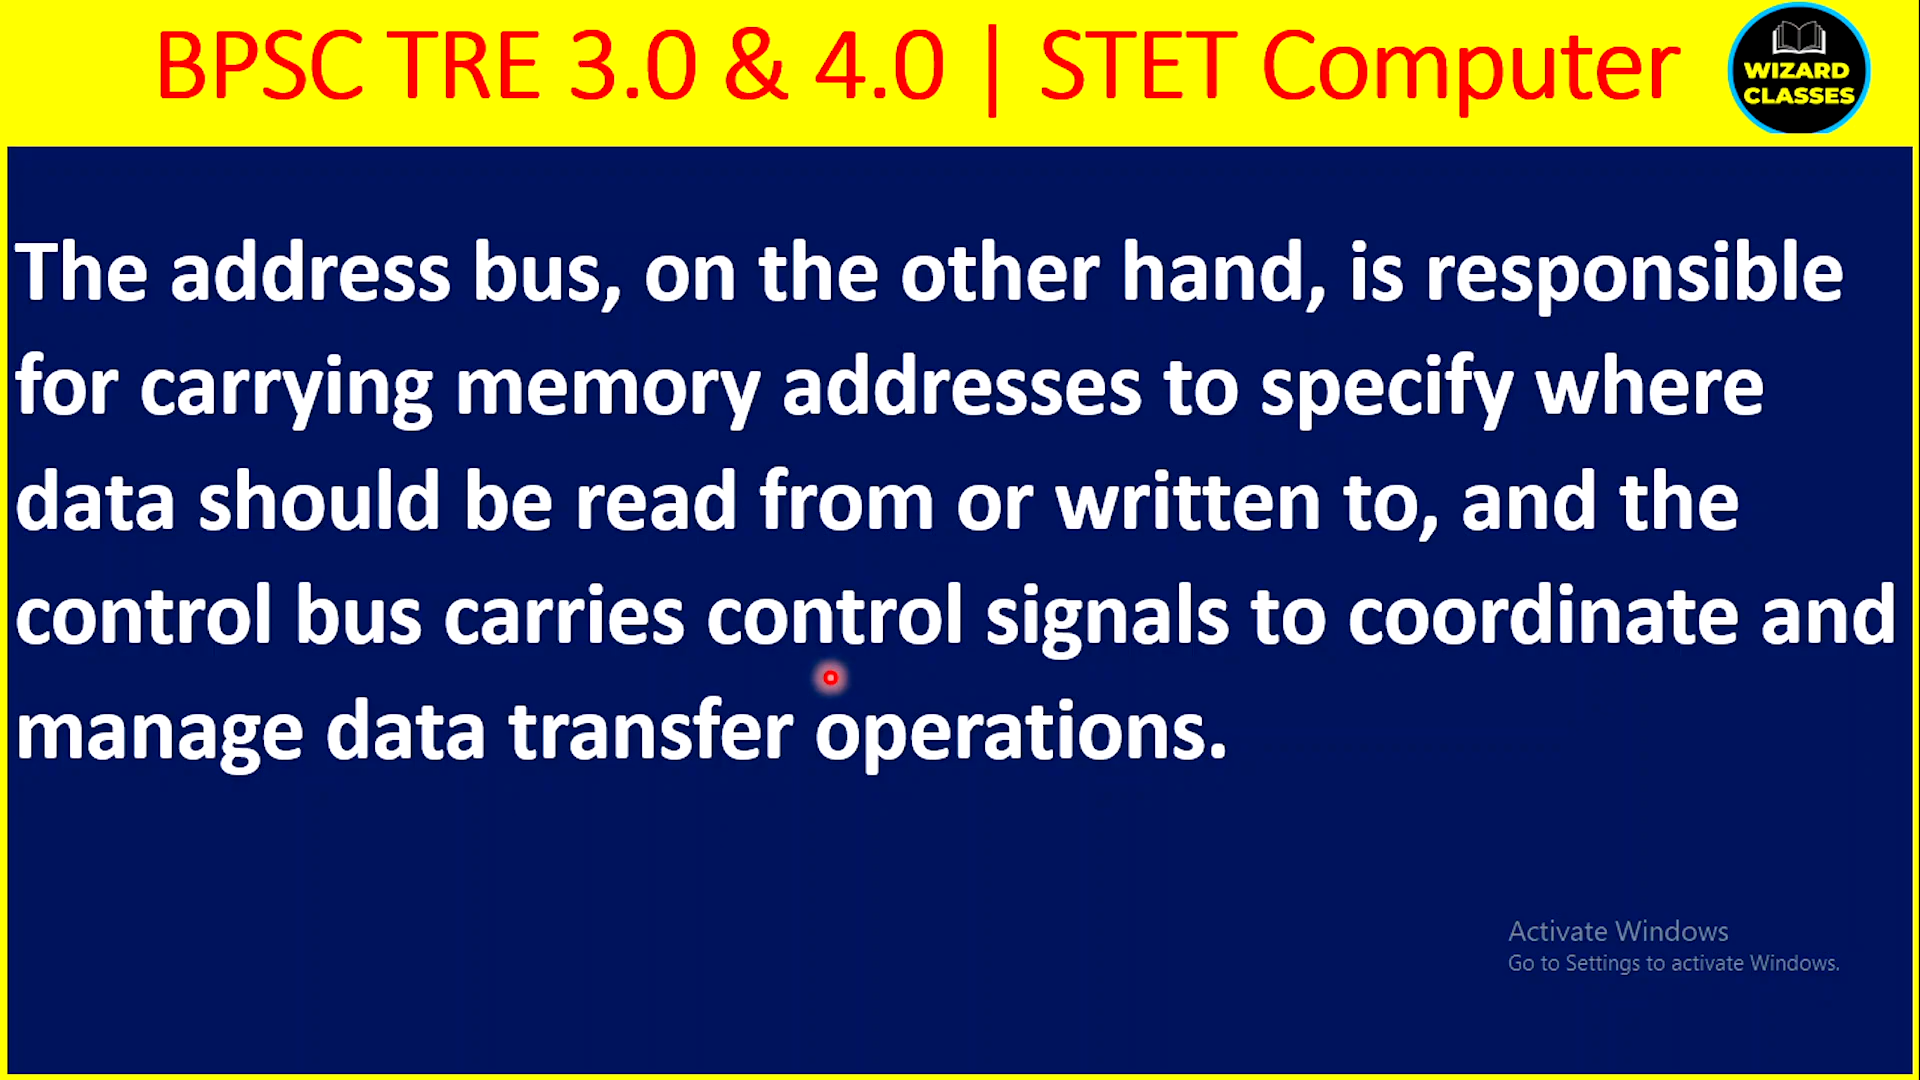 BPSC TRE 3.0 & 4.0 | STET Computer
WIZARD
CLASSES
The address bus, on the other hand, is responsible
for carrying memory addresses to specify where
data should be read from or written to, and the
control bus carries control signals to coordinate and
manage data transfer operations.
Activate Windows
Go to Settings to activate Windows.